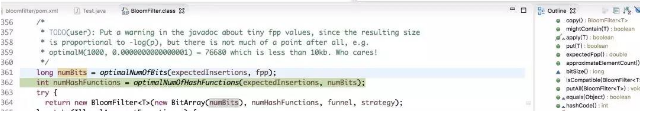 bloomfilter/pom.xml
Test.java
BloomFilter.class
Outline
356 /*
357 * TODO(user): Put a warning in the javadoc about tiny fpp values, since the resulting size
358 * is proportional to -log(p), but there is not much of a point after all, e.g.
359 * optimalM(1000, 0.0000000000000001) = 76680 which is less than 10kb. Who cares!
360 */
361 long numBits = optimalNumOfBits(expectedInsertions, fpp);
362 int numHashFunctions = optimalNumOfHashFunctions(expectedInsertions, numBits);
363 try {
364 return new BloomFilter<T>(new BitArray(numBits), numHashFunctions, funnel, strategy);
copy() : BloomFilter<T>
mightContain(T) : boolean
apply(T) : boolean
put(T) : boolean
expectedFpp() : double
approximateElementCount()
bitSize() : long
isCompatible(BloomFilter<T>
putAll(BloomFilter<T>) : void
equals(Object) : boolean
hashCode() : int